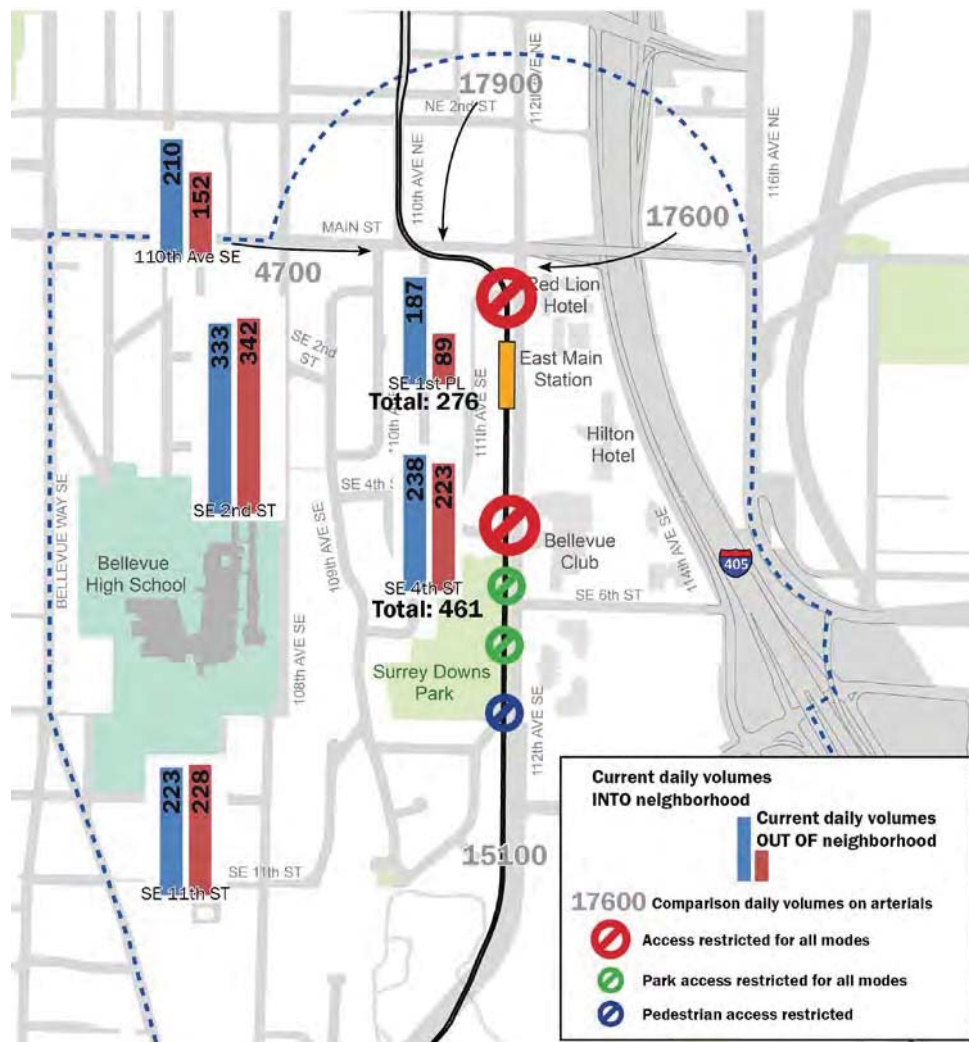 112th AVE NE
17900
NE 2nd ST
110th AVE NE
116th AVE NE
210
152
110th Ave SE
MAIN ST
17600
4700
Red Lion
Hotel
187
89
SE 1st PL
Total: 276
333
342
SE 2nd ST
SE 2nd
ST
East Main
Station
111th AVE SE
Hilton
Hotel
238
223
SE 4th ST
Total: 461
SE 4th S
Bellevue
Club
114th AVE SE
405
SE 6th ST
BELLEVUE WAY SE
Bellevue
High School
109th AVE SE
108th AVE SE
Surrey Downs
Park
112th AVE SE
223
228
SE 11th ST
SE 11th ST
15100
Current daily volumes
INTO neighborhood
Current daily volumes
OUT OF neighborhood
17600 Comparison daily volumes on arterials
Access restricted for all modes
Park access restricted for all modes
Pedestrian access restricted